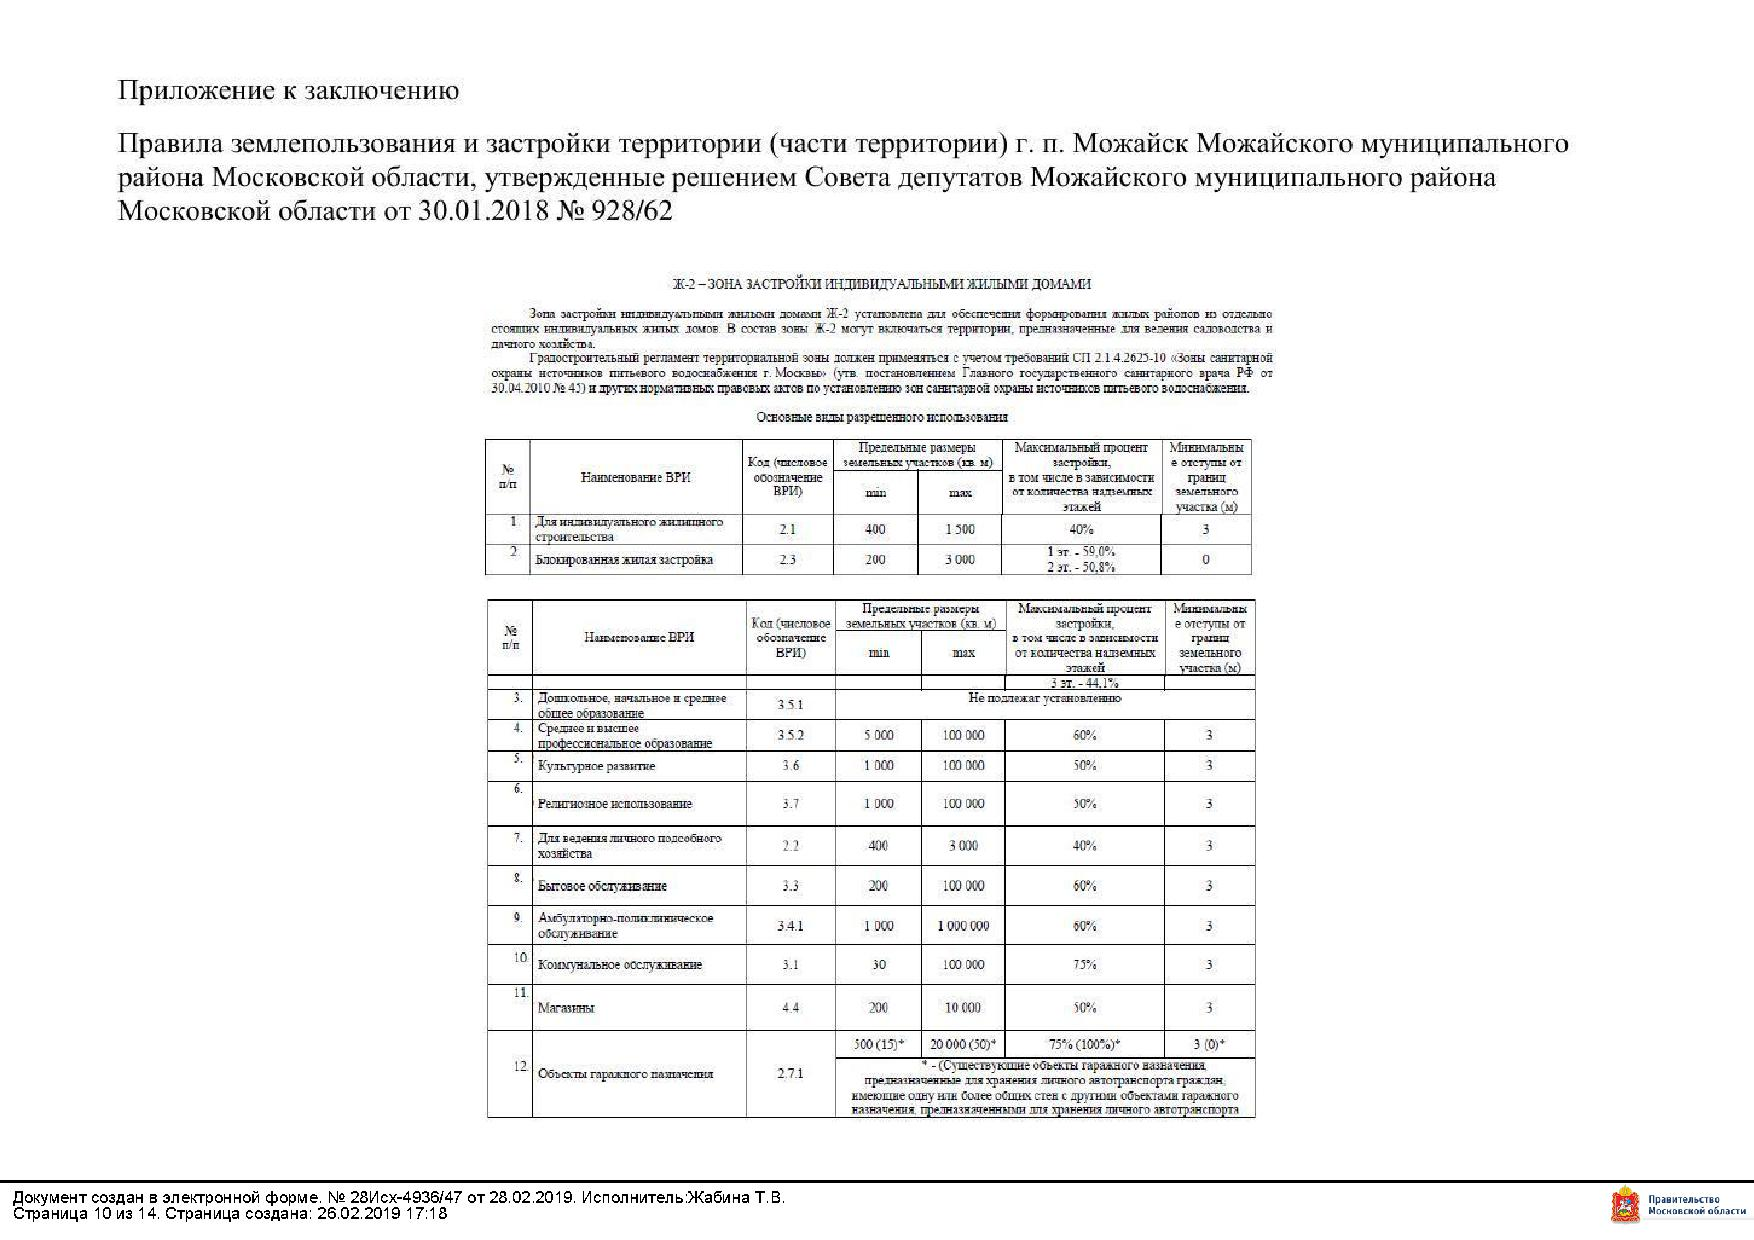 Приложение к заключению
Правила землепользования и застройки территории (части территории) г. п. Можайск Можайского муниципального
района Московской области, утвержденные решением Совета депутатов Можайского муниципального района
Московской области от 30.01.2018 № 928/62
Ж-2 – ЗОНА ЗАСТРОЙКИ ИНДИВИДУАЛЬНЫМИ ЖИЛЫМИ ДОМАМИ
Зона застройки индивидуальными жилыми домами Ж-2 установлена для обеспечения формирования жилых районов из отдельно
стоящих индивидуальных жилых домов. В состав зоны Ж-2 могут включаться территории, предназначенные для ведения садоводства и
дачного хозяйства.
Градостроительный регламент территориальной зоны должен применяться с учетом требований СП 2.1.4.2625-10 «Зоны санитарной
охраны источников питьевого водоснабжения г. Москвы» (утв. постановлением Главного государственного санитарного врача РФ от
30.04.2010 № 45) и других нормативных правовых актов по установлению зон санитарной охраны источников питьевого водоснабжения.
Основные виды разрешенного использования
№ п/п Наименование ВРИ Код (числовое обозначение ВРИ) Предельные размеры земельных участков (кв. м) min max Максимальный процент застройки, в том числе в зависимости от количества надземных этажей Минимальны е отступы от границ земельного участка (м)
1. Для индивидуального жилищного строительства 2.1 400 1 500 40% 3
2. Блокированная жилая застройка 2.3 200 3 000 1 эт. - 59,0% 2 эт. - 50,8% 0
№ п/п Наименование ВРИ Код (числовое обозначение ВРИ) Предельные размеры земельных участков (кв. м) min max Максимальный процент застройки, в том числе в зависимости от количества надземных этажей Минимальны е отступы от границ земельного участка (м)
3 эт. - 44,1%
3. Дошкольное, начальное и среднее общее образование 3.5.1 Не подлежат установлению
4. Среднее и высшее профессиональное образование 3.5.2 5 000 100 000 60% 3
5. Культурное развитие 3.6 1 000 100 000 50% 3
6. Религиозное использование 3.7 1 000 100 000 50% 3
7. Для ведения личного подсобного хозяйства 2.2 400 3 000 40% 3
8. Бытовое обслуживание 3.3 200 100 000 60% 3
9. Амбулаторно-поликлиническое обслуживание 3.4.1 1 000 1 000 000 60% 3
10. Коммунальное обслуживание 3.1 30 100 000 75% 3
11. Магазины 4.4 200 10 000 50% 3
12. Объекты гаражного назначения 2.7.1 500 (15)* 20 000 (50)* 75% (100%)* 3 (0)*
* - (Существующие объекты гаражного назначения,
предназначенные для хранения личного автотранспорта граждан,
имеющие одну или более общих стен с другими объектами гаражного
назначения, предназначенными для хранения личного автотранспорта
Документ создан в электронной форме. № 28Исх-4936/47 от 28.02.2019. Исполнитель:Жабина Т.В.
Страница 10 из 14. Страница создана: 26.02.2019 17:18
Правительство
Московской области